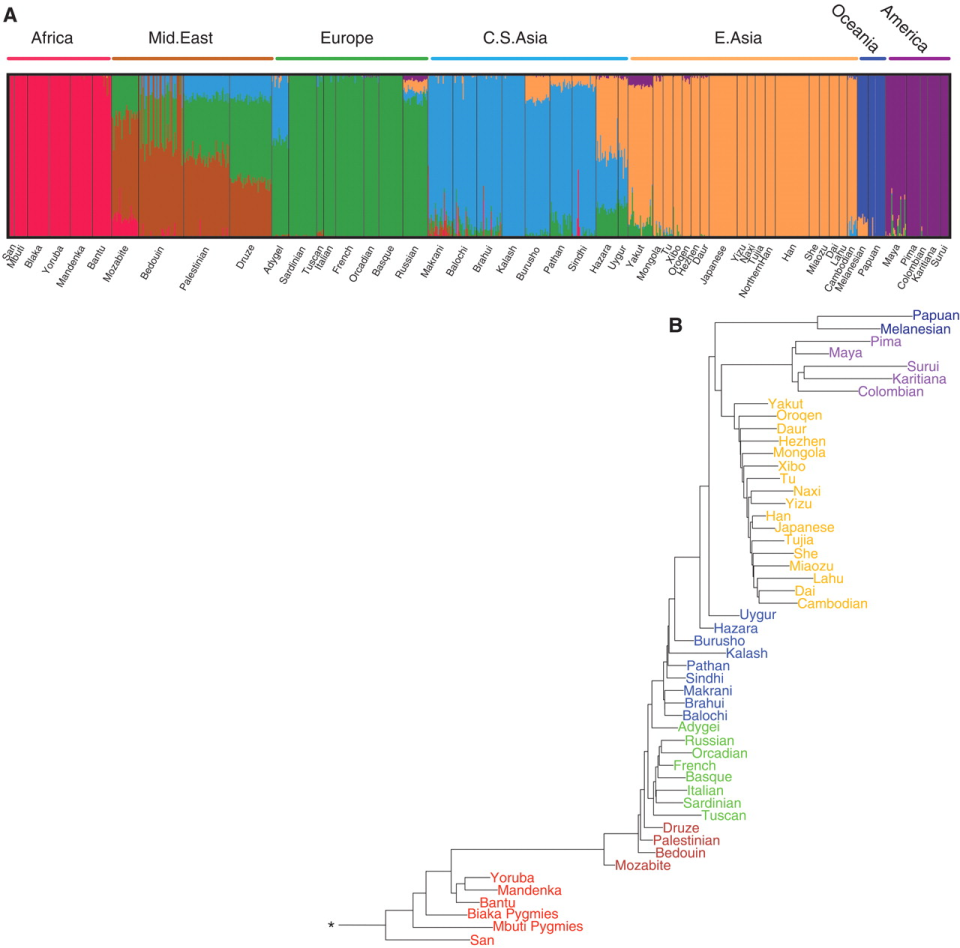 A
Africa
Mid.East
Europe
C.S.Asia
E.Asia
Oceania
America
San
Mbuti
Biaka
Yoruba
Mandenka
Bantu
Mozabite
Bedouin
Palestinian
Druze
Adygei
Sardinian
Tuscan
Italian
French
Orcadian
Basque
Russian
Makrani
Balochi
Brahui
Kalash
Burusho
Pathan
Sindhi
Hazara
Uygur
Yakut
Mongola
Tu
Xibo
Oroqen
Hezhen
Daur
Japanese
Yizu
Naxi
Tujia
NorthernHan
Han
She
Miaozu
Dai
Lahu
Cambodian
Melanesian
Papuan
Maya
Pima
Colombian
Karitiana
Surui
B
Papuan
Melanesian
Pima
Maya
Surui
Karitiana
Colombian
Yakut
Oroqen
Daur
Hezhen
Mongola
Xibo
Tu
Naxi
Yizu
Han
Japanese
Tujia
She
Miaozu
Lahu
Dai
Cambodian
Uygur
Hazara
Burusho
Kalash
Pathan
Sindhi
Makrani
Brahui
Balochi
Adygei
Russian
Orcadian
French
Basque
Italian
Sardinian
Tuscan
Druze
Palestinian
Bedouin
Mozabite
Yoruba
Mandenka
Bantu
Biaka Pygmies
Mbuti Pygmies
San
*